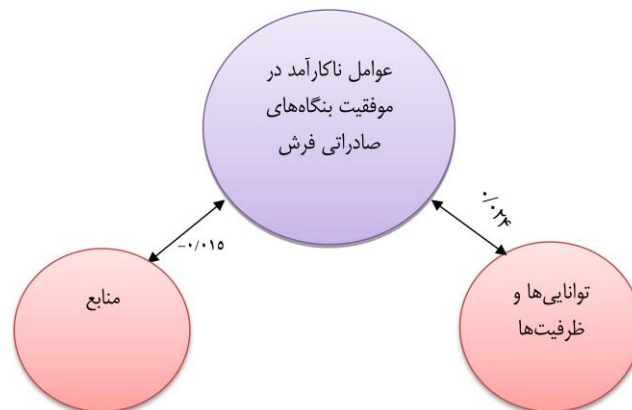 عوامل ناکارآمد در
موفقیت بنگاه‌های
صادراتی فرش
۰/۰۲۴
-۰/۰۱۵
توانایی‌ها و
ظرفیت‌ها
منابع